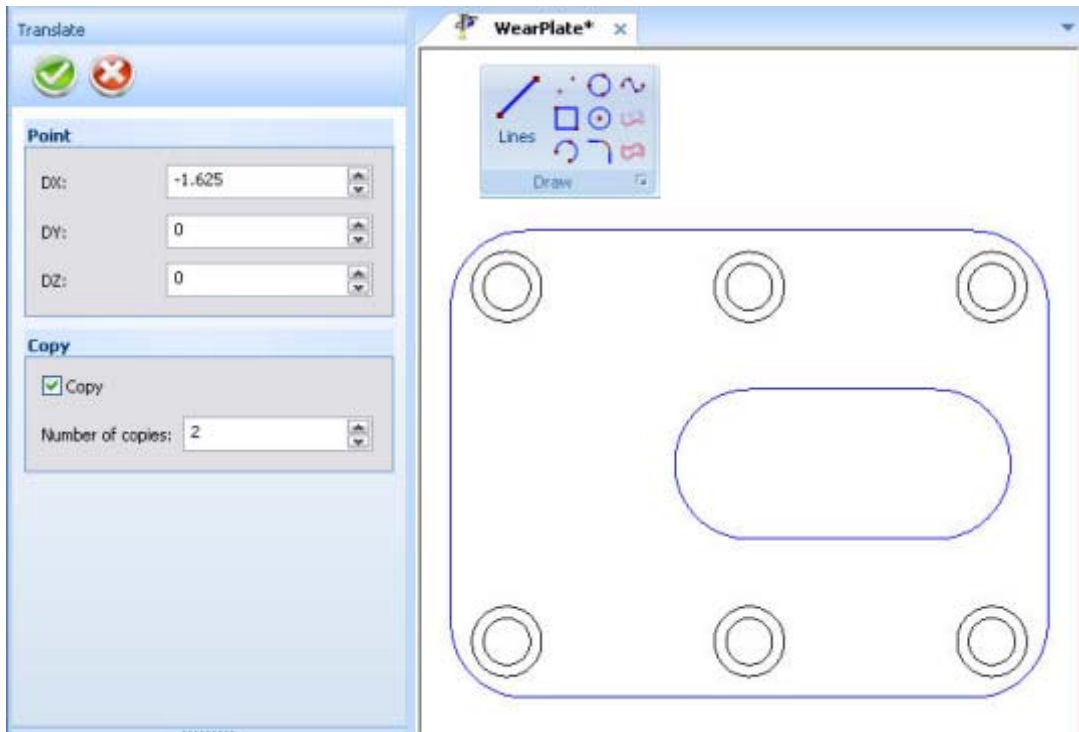 Translate
WearPlate*
Lines
Draw
Point
DX: -1.625
DY: 0
DZ: 0
Copy
Copy
Number of copies: 2